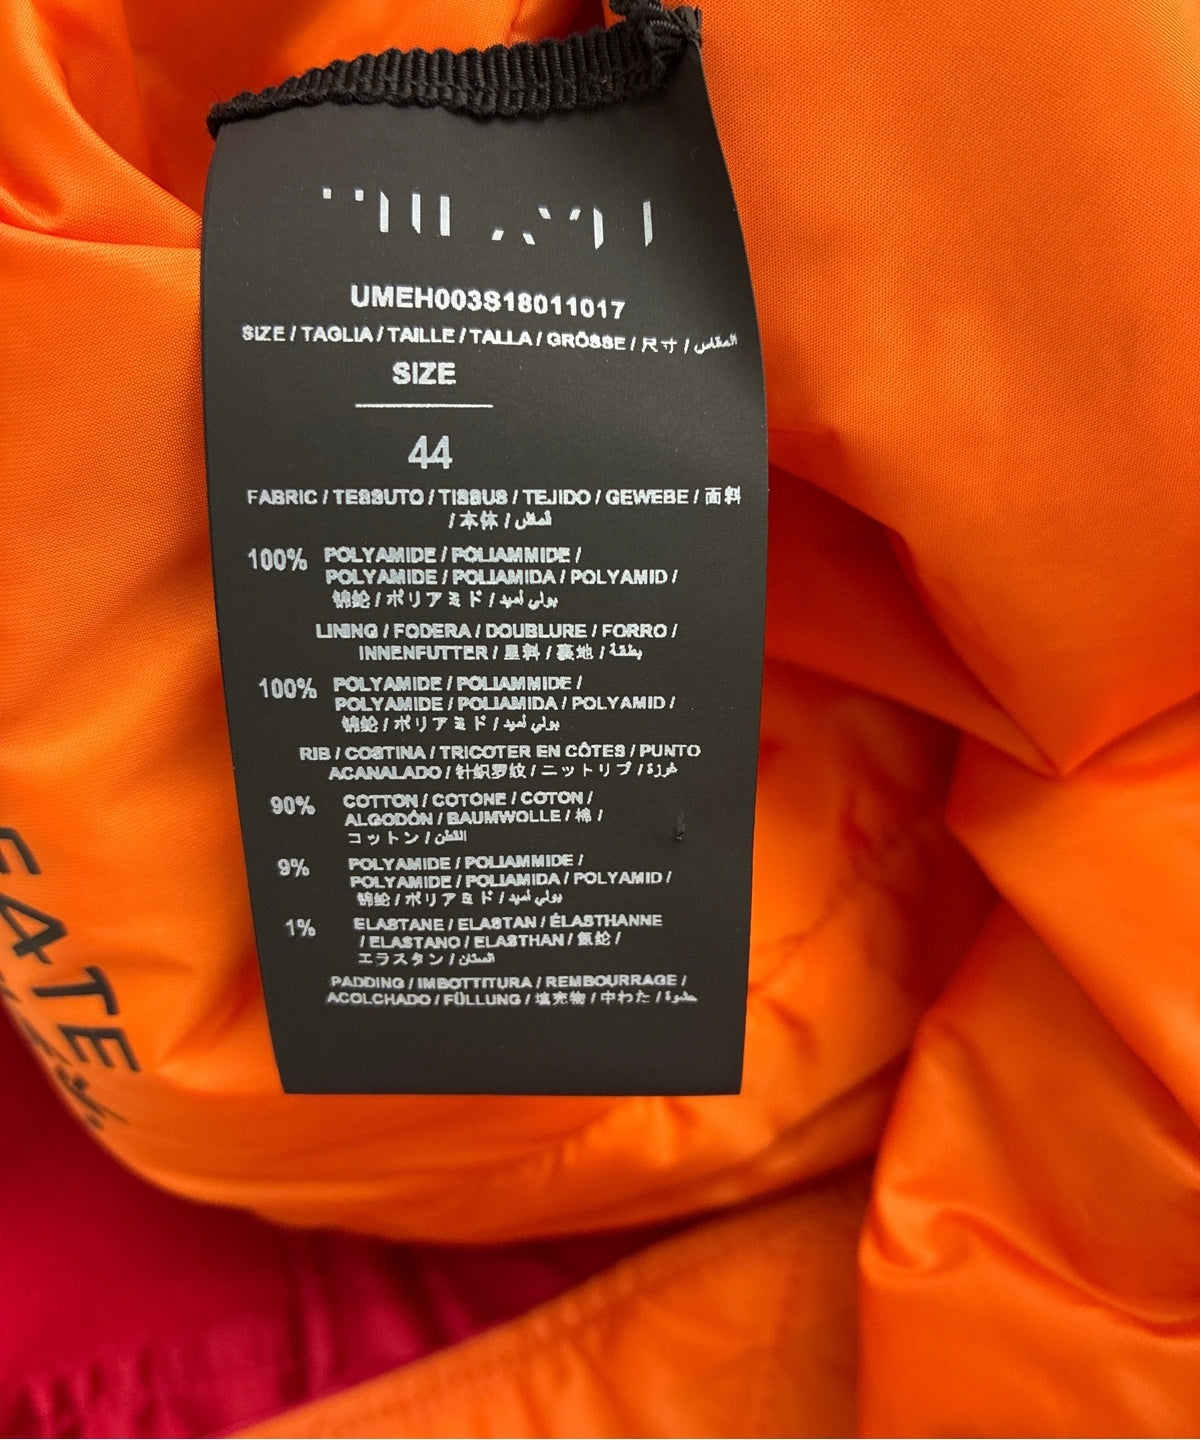 UMEH003S18011017
SIZE / TAGLIA / TAILLE / TALLA / GRÖSSE / 尺寸 / المقاس
SIZE
44
FABRIC / TESSUTO / TISSUS / TEJIDO / GEWEBE / 面料
/ 本体 /
100% POLYAMIDE / POLIAMMIDE /
POLYAMIDE / POLIAMIDA / POLYAMID /
锦纶 / ポリアミド / بولي أميد
LINING / FODERA / DOUBLURE / FORRO /
INNENFUTTER / 里料 / 裏地 / بطانة
100% POLYAMIDE / POLIAMMIDE /
POLYAMIDE / POLIAMIDA / POLYAMID /
锦纶 / ポリアミド / بولي أميد
RIB / COSTINA / TRICOTER EN CÔTES / PUNTO
ACANALADO / 针织罗纹 / ニットリブ /
90% COTTON / COTONE / COTON /
ALGODÓN / BAUMWOLLE / 棉 /
コットン / القطن
9% POLYAMIDE / POLIAMMIDE /
POLYAMIDE / POLIAMIDA / POLYAMID /
锦纶 / ポリアミド / بولي أميد
1% ELASTANE / ELASTAN / ÉLASTHANNE
/ ELASTANO / ELASTHAN / 氨纶 /
エラスタン /
PADDING / IMBOTTITURA / REMBOURRAGE /
ACOLCHADO / FÜLLUNG / 填充物 / 中わた /